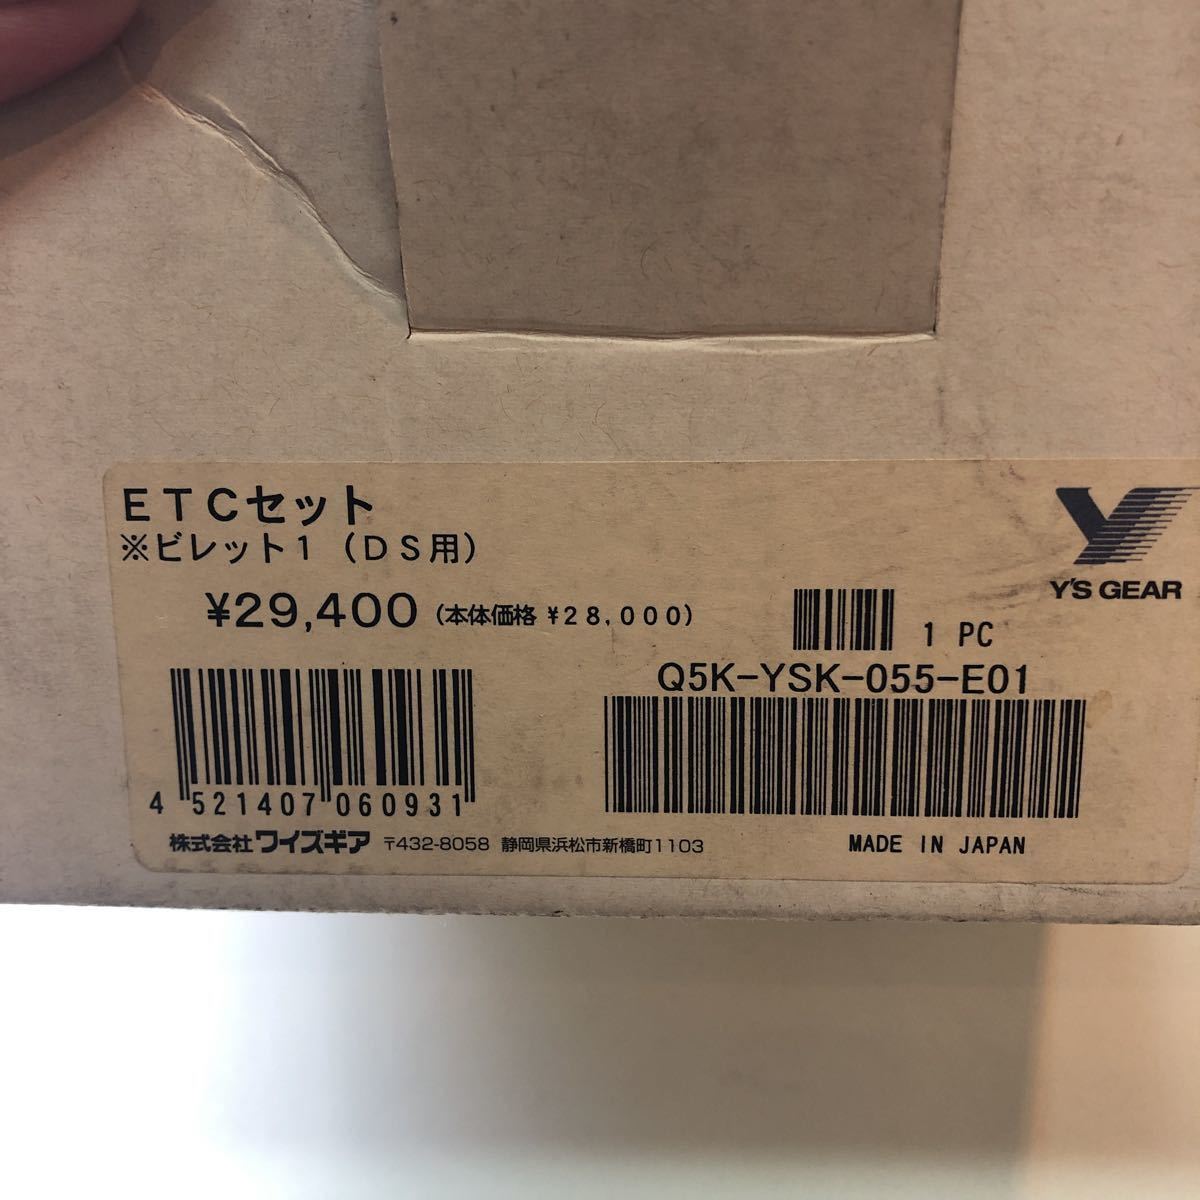 ETCセット
※ビレット1（DS用）
¥29,400（本体価格 ¥28,000）
Y'S GEAR
1 PC
Q5K-YSK-055-E01
4 521407 060931
株式会社ワイズギア 〒432-8058 静岡県浜松市新橋町1103
MADE IN JAPAN